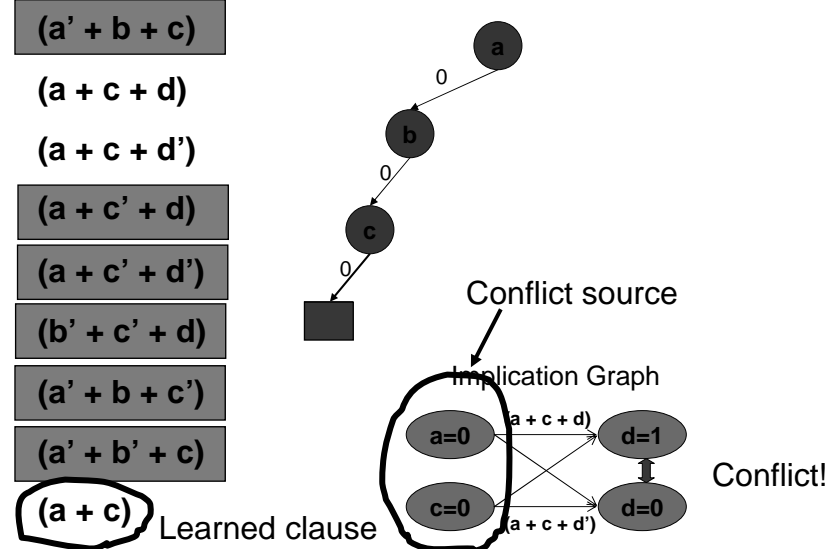 (a’ + b + c)
(a + c + d)
(a + c + d’)
(a + c’ + d)
(a + c’ + d’)
(b’ + c’ + d)
(a’ + b + c’)
(a’ + b’ + c)
(a + c)
Learned clause
a
0
b
0
c
0
Conflict source
Implication Graph
(a + c + d)
a=0
d=1
Conflict!
c=0
d=0
(a + c + d’)